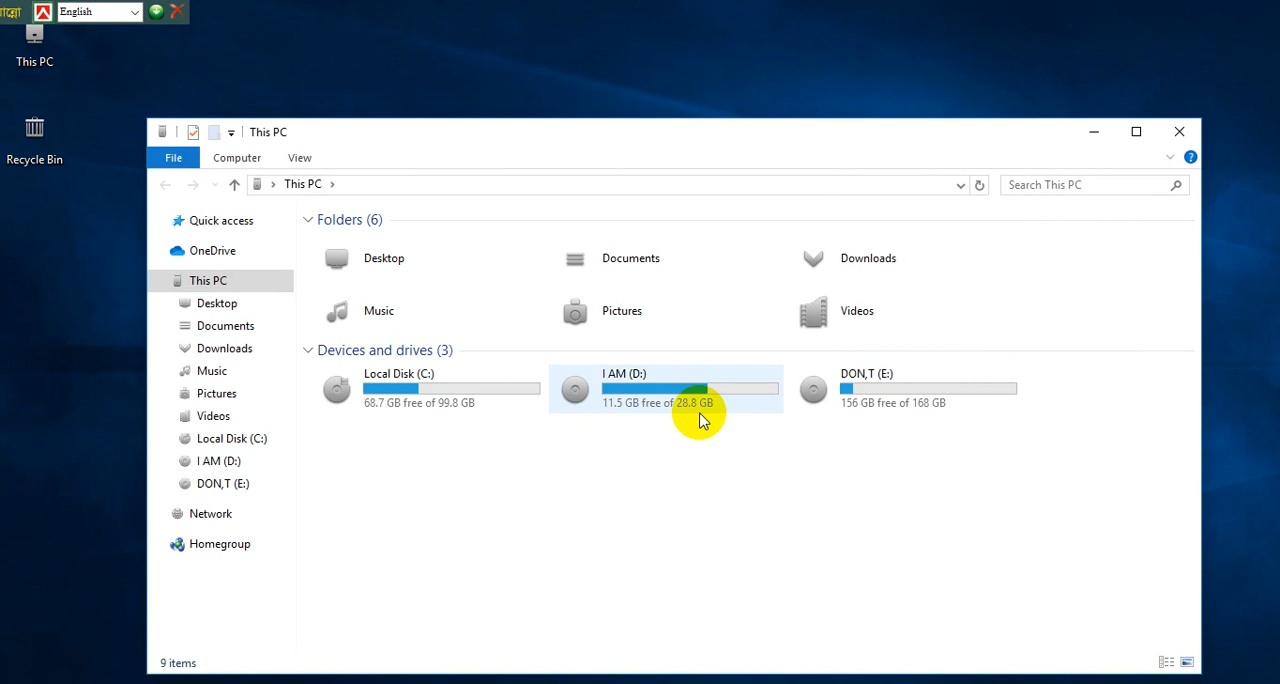 English
This PC
Recycle Bin
This PC
File Computer View
This PC
Search This PC
Quick access
OneDrive
This PC
Desktop
Documents
Downloads
Music
Pictures
Videos
Local Disk (C:)
I AM (D:)
DON,T (E:)
Network
Homegroup
Folders (6)
Desktop
Documents
Downloads
Music
Pictures
Videos
Devices and drives (3)
Local Disk (C:)
68.7 GB free of 99.8 GB
I AM (D:)
11.5 GB free of 28.8 GB
DON,T (E:)
156 GB free of 168 GB
9 items